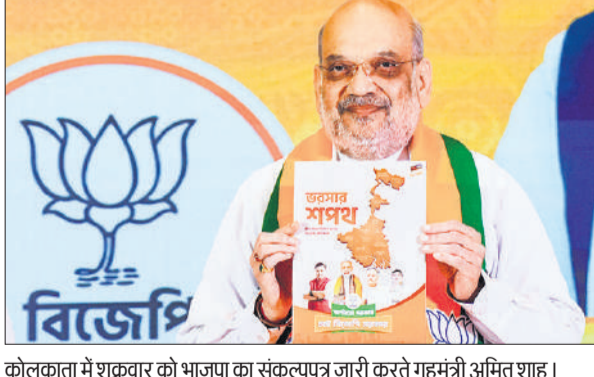 বিজেপি
ভরসার
শপথ
कोलकाता में शुक्रवार को भाजपा का संकल्पपत्र जारी करते गृहमंत्री अमित शाह।